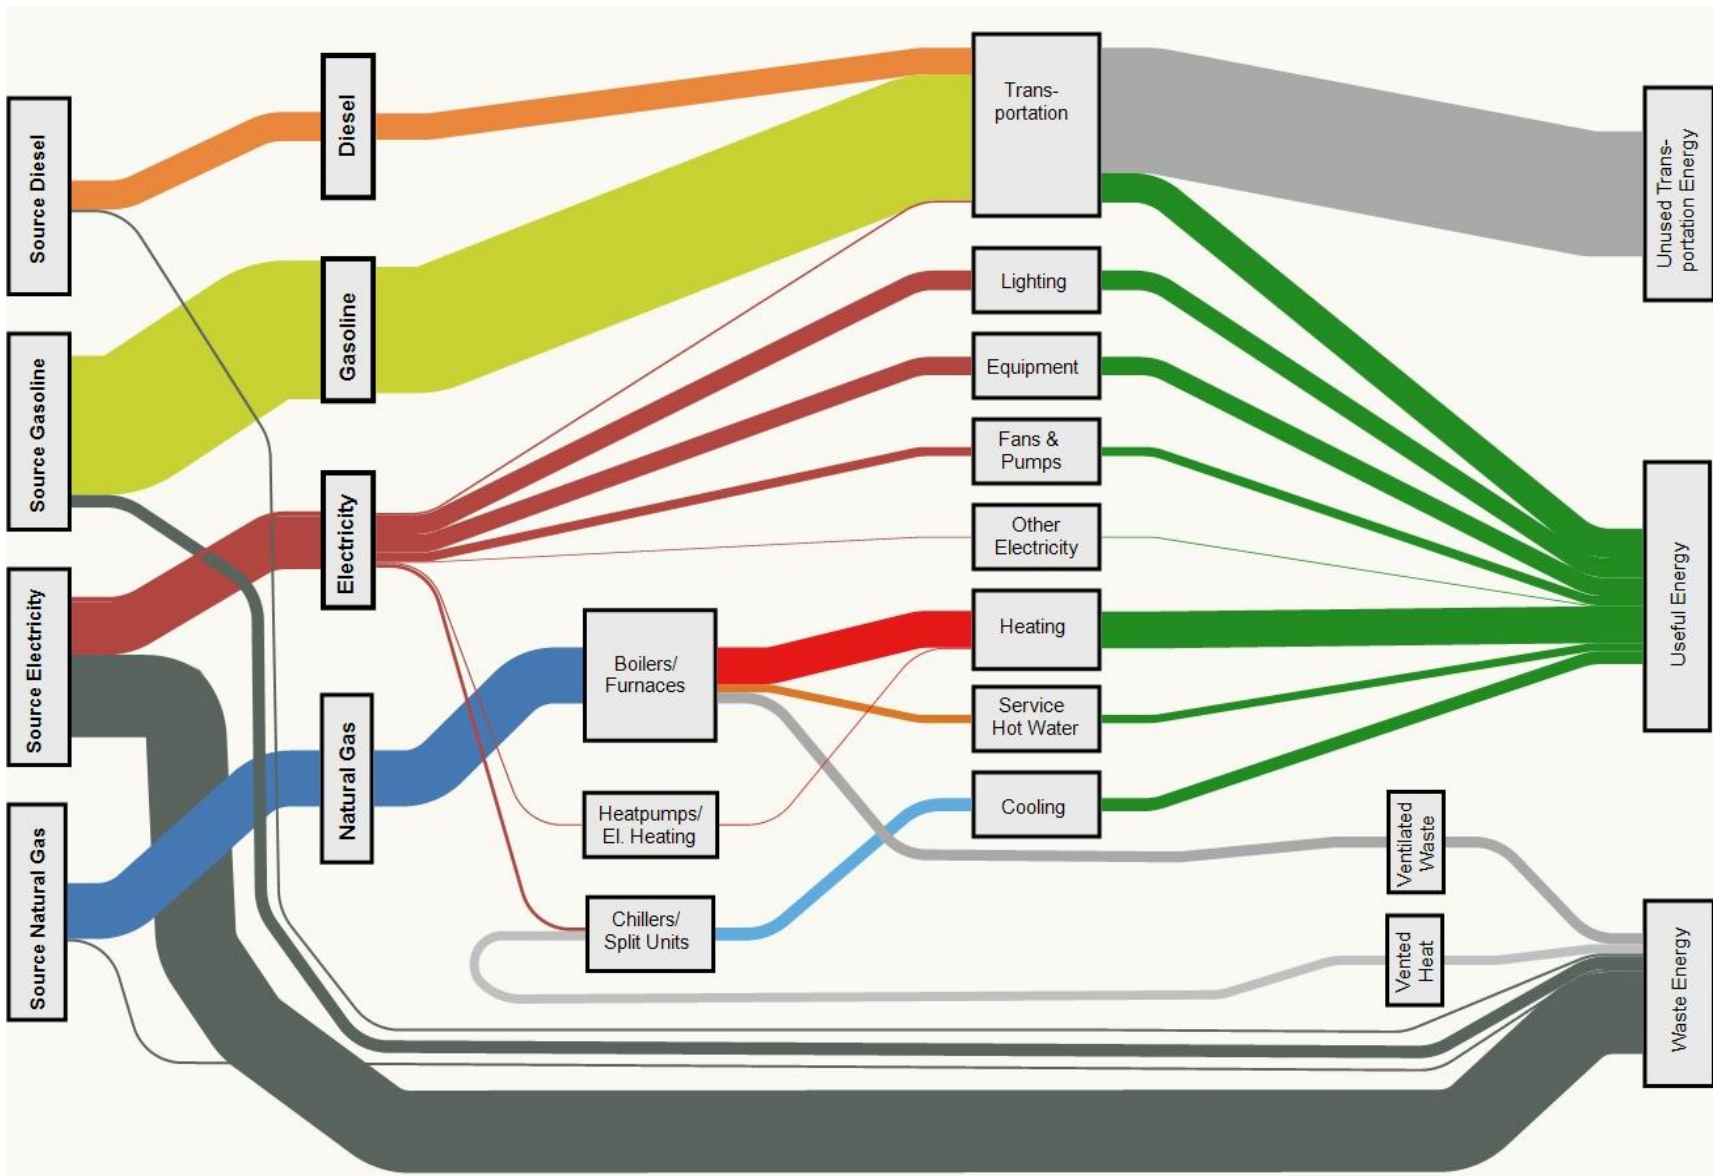 Source Diesel
Source Gasoline
Source Electricity
Source Natural Gas
Diesel
Gasoline
Electricity
Natural Gas
Boilers/
Furnaces
Heatpumps/
El. Heating
Chillers/
Split Units
Trans-
portation
Lighting
Equipment
Fans &
Pumps
Other
Electricity
Heating
Service
Hot Water
Cooling
Ventilated
Waste
Vented
Heat
Unused Trans-
portation Energy
Useful Energy
Waste Energy